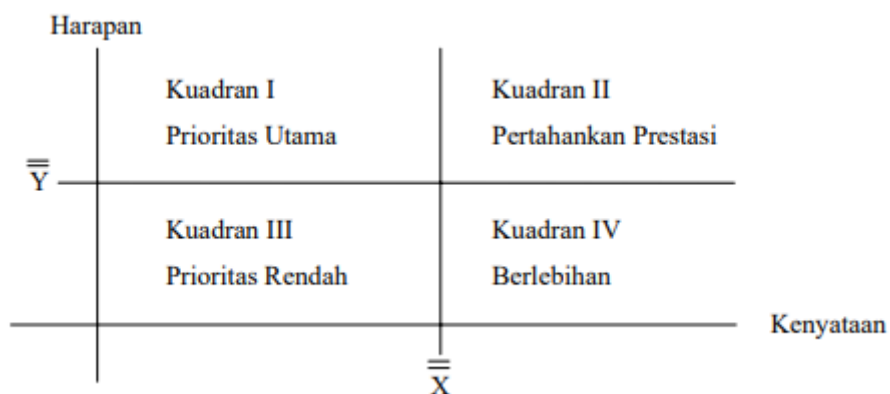 Harapan
Kuadran I
Prioritas Utama
Kuadran II
Pertahankan Prestasi
Y̿
Kuadran III
Prioritas Rendah
Kuadran IV
Berlebihan
Kenyataan
X̿